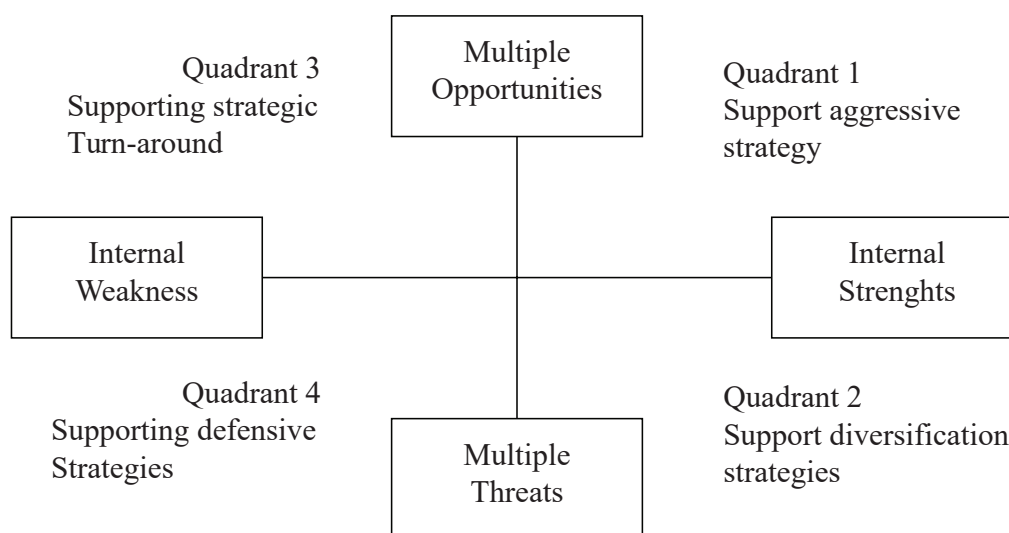 Multiple
Opportunities
Quadrant 3
Supporting strategic
Turn-around
Quadrant 1
Support aggressive
strategy
Internal
Weakness
Internal
Strenghts
Quadrant 4
Supporting defensive
Strategies
Multiple
Threats
Quadrant 2
Support diversification
strategies